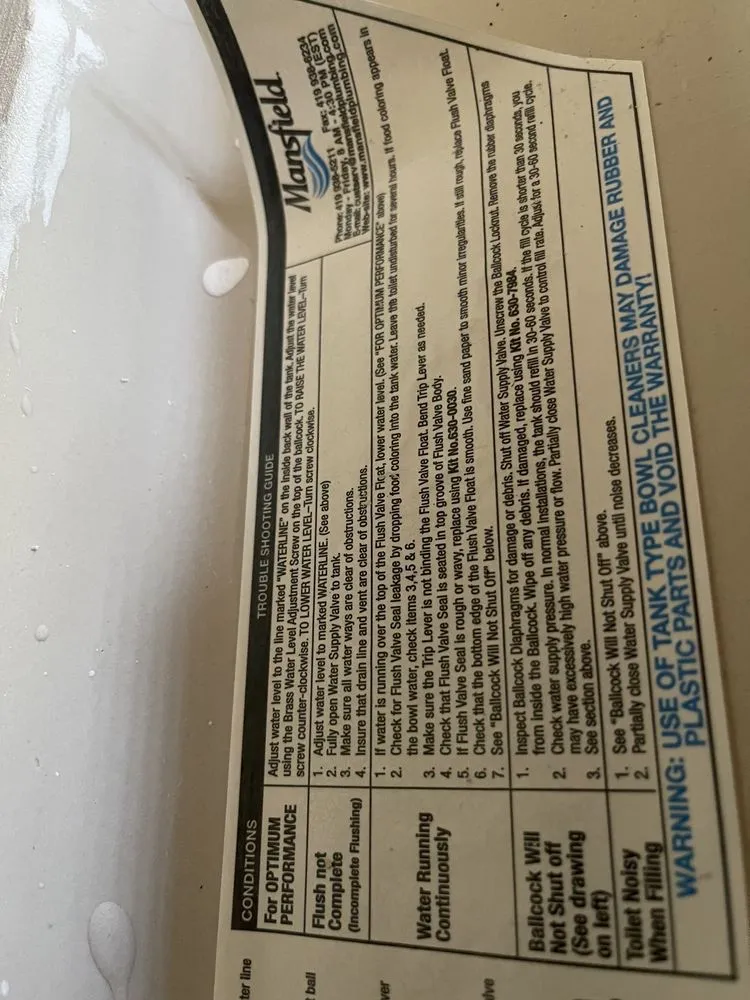 Mansfield
Phone: 419 938-5211 Fax: 419 938-6234
Monday - Friday, 8 AM - 4:30 PM (EST)
E-mail: custserv@mansfieldplumbing.com
Web-site: www.mansfieldplumbing.com
CONDITIONS
TROUBLE SHOOTING GUIDE
For OPTIMUM
PERFORMANCE
Adjust water level to the line marked "WATERLINE" on the inside back wall of the tank. Adjust the water level
using the Brass Water Level Adjustment Screw on the top of the ballcock. TO RAISE THE WATER LEVEL–Turn
screw counter-clockwise. TO LOWER WATER LEVEL–Turn screw clockwise.
Flush not
Complete
(Incomplete Flushing)
1. Adjust water level to marked WATERLINE. (See above)
2. Fully open Water Supply Valve to tank.
3. Make sure all water ways are clear of obstructions.
4. Insure that drain line and vent are clear of obstructions.
Water Running
Continuously
1. If water is running over the top of the Flush Valve Float, lower water level. (See "FOR OPTIMUM PERFORMANCE" above)
2. Check for Flush Valve Seal leakage by dropping food coloring into the tank water. Leave the toilet undisturbed for several hours. If food coloring appears in
the bowl water, check items 3,4,5 & 6.
3. Make sure the Trip Lever is not binding the Flush Valve Float. Bend Trip Lever as needed.
4. Check that Flush Valve Seal is seated in top groove of Flush Valve Body.
5. If Flush Valve Seal is rough or wavy, replace using Kit No.630-0030.
6. Check that the bottom edge of the Flush Valve Float is smooth. Use fine sand paper to smooth minor irregularities. If still rough, replace Flush Valve Float.
7. See "Ballcock Will Not Shut Off" below.
Ballcock Will
Not Shut off
(See drawing
on left)
1. Inspect Ballcock Diaphragms for damage or debris. Shut off Water Supply Valve. Unscrew the Ballcock Locknut. Remove the rubber diaphragms
from inside the Ballcock. Wipe off any debris. If damaged, replace using Kit No. 630-7984.
2. Check water supply pressure. In normal installations, the tank should refill in 30-60 seconds. If the fill cycle is shorter than 30 seconds, you
may have excessively high water pressure or flow. Partially close Water Supply Valve to control fill rate. Adjust for a 30-60 second refill cycle.
3. See section above.
Toilet Noisy
When Filling
1. See "Ballcock Will Not Shut Off" above.
2. Partially close Water Supply Valve until noise decreases.
WARNING: USE OF TANK TYPE BOWL CLEANERS MAY DAMAGE RUBBER AND
PLASTIC PARTS AND VOID THE WARRANTY!
ter line
ball
ver
lve